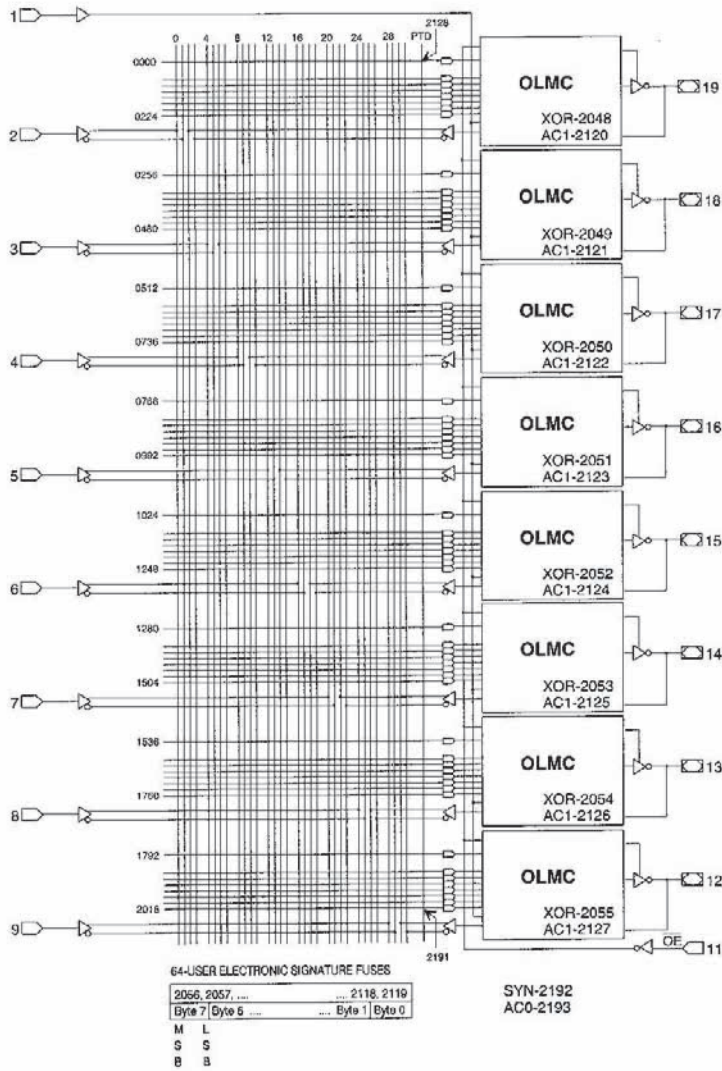 1
2128
0 4 8 12 16 20 24 28 PTD
0000
OLMC
XOR-2048
AC1-2120
19
0224
2
0256
OLMC
XOR-2049
AC1-2121
18
0480
3
0512
OLMC
XOR-2050
AC1-2122
17
0736
4
0768
OLMC
XOR-2051
AC1-2123
16
0992
5
1024
OLMC
XOR-2052
AC1-2124
15
1248
6
1280
OLMC
XOR-2053
AC1-2125
14
1504
7
1536
OLMC
XOR-2054
AC1-2126
13
1760
8
1792
OLMC
XOR-2055
AC1-2127
12
2016
9
OE
11
2191
64-USER ELECTRONIC SIGNATURE FUSES
2056, 2057, .... .... 2118, 2119
Byte 7 Byte 6 .... .... Byte 1 Byte 0
M L
S S
B B
SYN-2192
AC0-2193